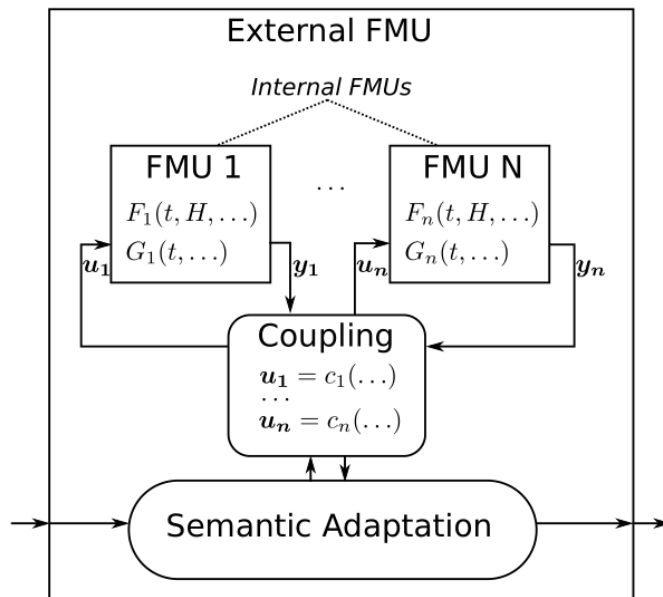 External FMU
Internal FMUs
FMU 1
F₁(t, H, . . .)
G₁(t, . . .)
. . .
FMU N
Fₙ(t, H, . . .)
Gₙ(t, . . .)
u₁
y₁
uₙ
yₙ
Coupling
u₁ = c₁(. . .)
. . .
uₙ = cₙ(. . .)
Semantic Adaptation